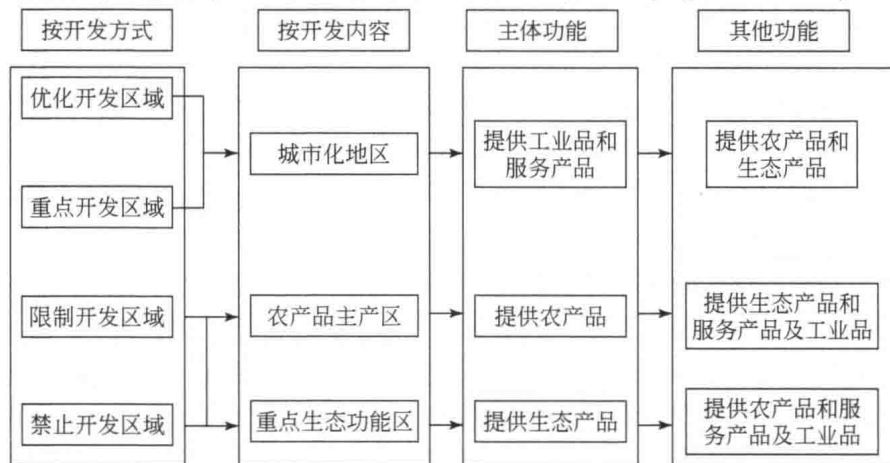 按开发方式
按开发内容
主体功能
其他功能
优化开发区域
重点开发区域
限制开发区域
禁止开发区域
城市化地区
农产品主产区
重点生态功能区
提供工业品和
服务产品
提供农产品
提供生态产品
提供农产品和
生态产品
提供生态产品和
服务产品及工业品
提供农产品和服
务产品及工业品